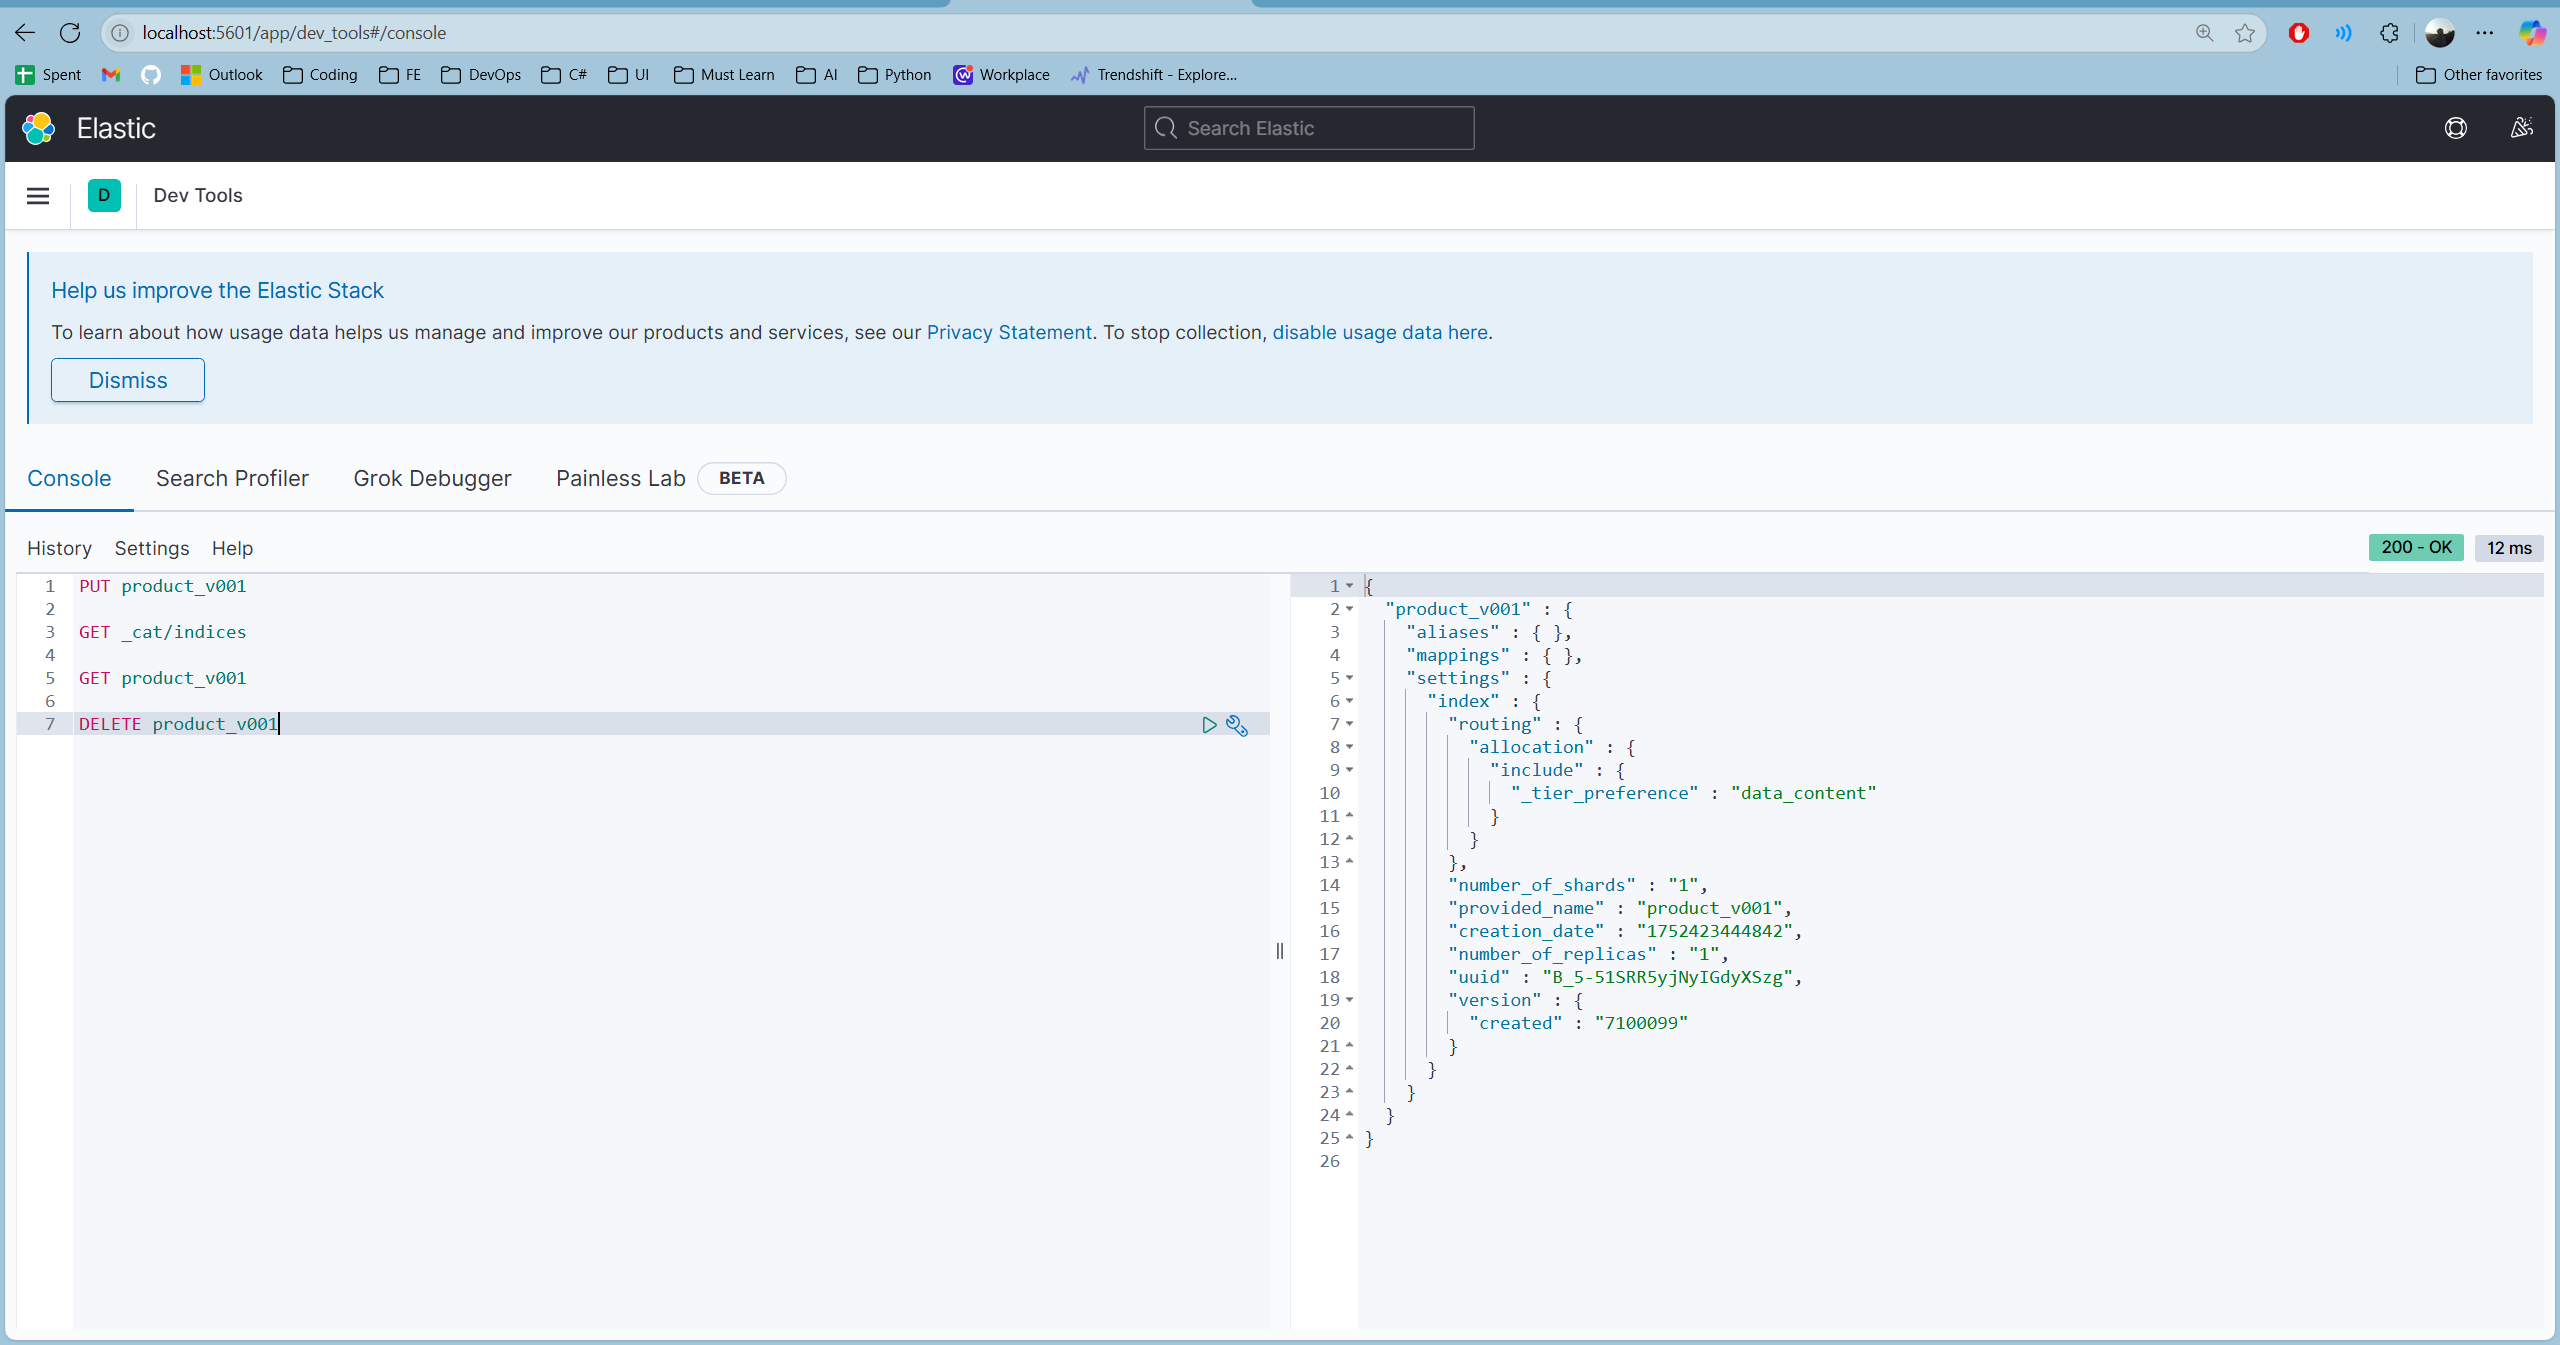 localhost:5601/app/dev_tools#/console
Spent Outlook Coding FE DevOps C# UI Must Learn AI Python Workplace Trendshift - Explore... Other favorites
Elastic Search Elastic
D Dev Tools
Help us improve the Elastic Stack
To learn about how usage data helps us manage and improve our products and services, see our Privacy Statement. To stop collection, disable usage data here.
Dismiss
Console Search Profiler Grok Debugger Painless Lab BETA
History Settings Help 200 - OK 12 ms
1 PUT product_v001
2
3 GET _cat/indices
4
5 GET product_v001
6
7 DELETE product_v001
1 {
2 "product_v001" : {
3 "aliases" : { },
4 "mappings" : { },
5 "settings" : {
6 "index" : {
7 "routing" : {
8 "allocation" : {
9 "include" : {
10 "_tier_preference" : "data_content"
11 }
12 }
13 },
14 "number_of_shards" : "1",
15 "provided_name" : "product_v001",
16 "creation_date" : "1752423444842",
17 "number_of_replicas" : "1",
18 "uuid" : "B_5-51SRR5yjNyIGdyXSzg",
19 "version" : {
20 "created" : "7100099"
21 }
22 }
23 }
24 }
25 }
26